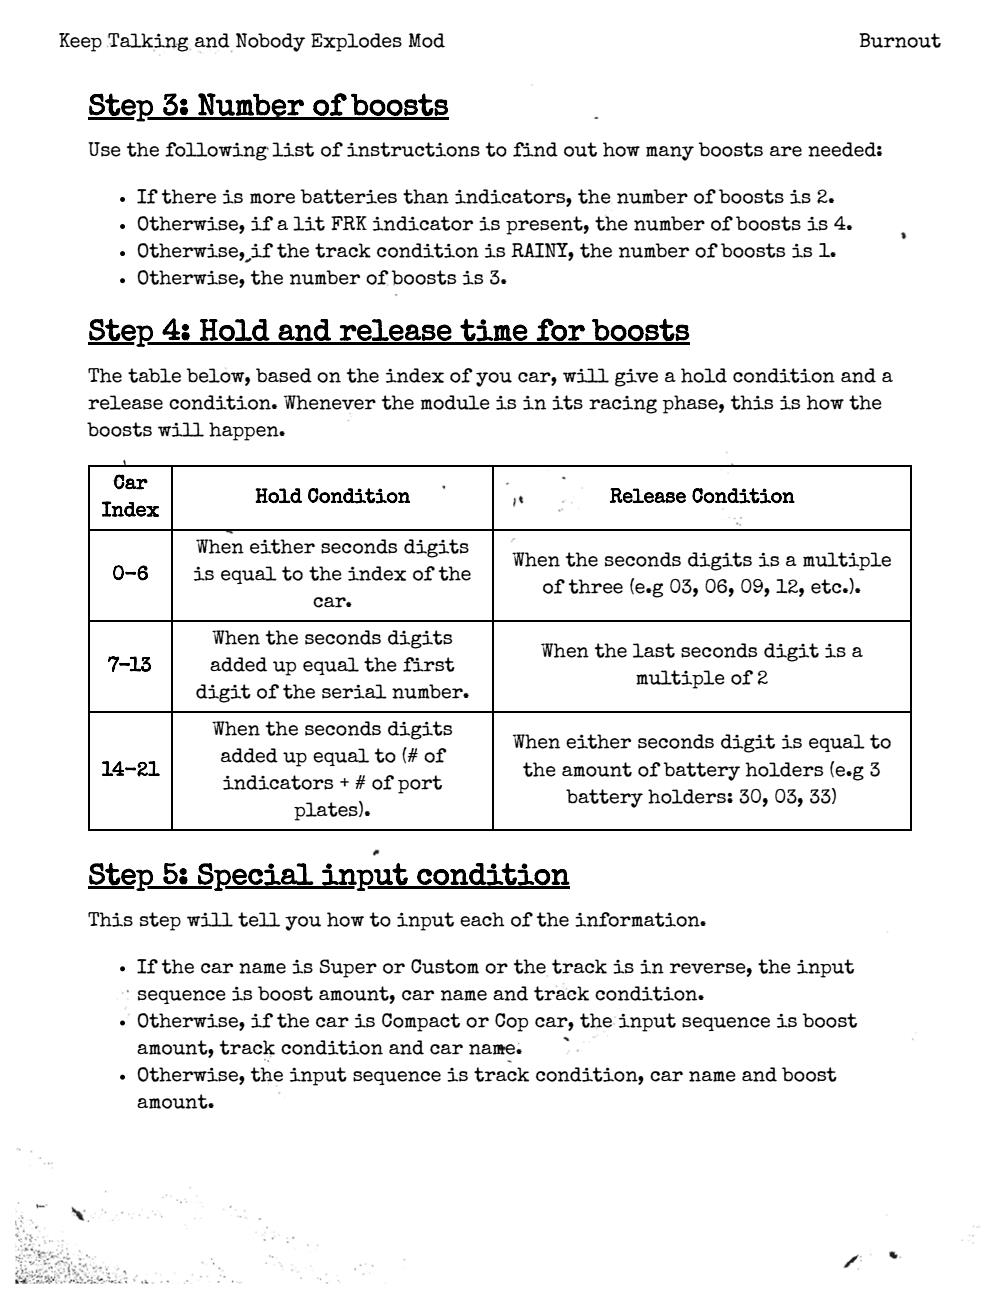 Keep Talking and Nobody Explodes Mod
Burnout
Step 3: Number of boosts
Use the following list of instructions to find out how many boosts are needed:
• If there is more batteries than indicators, the number of boosts is 2.
• Otherwise, if a lit FRK indicator is present, the number of boosts is 4.
• Otherwise, if the track condition is RAINY, the number of boosts is 1.
• Otherwise, the number of boosts is 3.
Step 4: Hold and release time for boosts
The table below, based on the index of you car, will give a hold condition and a
release condition. Whenever the module is in its racing phase, this is how the
boosts will happen.
Car
Index
Hold Condition
Release Condition
0-6
When either seconds digits
is equal to the index of the
car.
When the seconds digits is a multiple
of three (e.g 03, 06, 09, 12, etc.).
7-13
When the seconds digits
added up equal the first
digit of the serial number.
When the last seconds digit is a
multiple of 2
14-21
When the seconds digits
added up equal to (# of
indicators + # of port
plates).
When either seconds digit is equal to
the amount of battery holders (e.g 3
battery holders: 30, 03, 33)
Step 5: Special input condition
This step will tell you how to input each of the information.
• If the car name is Super or Custom or the track is in reverse, the input
sequence is boost amount, car name and track condition.
• Otherwise, if the car is Compact or Cop car, the input sequence is boost
amount, track condition and car name.
• Otherwise, the input sequence is track condition, car name and boost
amount.